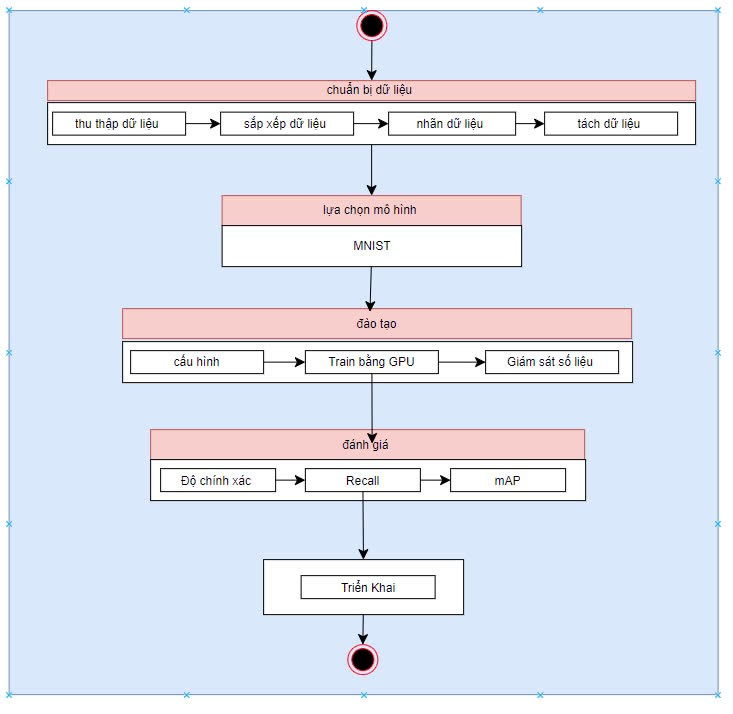 chuẩn bị dữ liệu
thu thập dữ liệu
sắp xếp dữ liệu
nhãn dữ liệu
tách dữ liệu
lựa chọn mô hình
MNIST
đào tạo
cấu hình
Train bằng GPU
Giám sát số liệu
đánh giá
Độ chính xác
Recall
mAP
Triển Khai